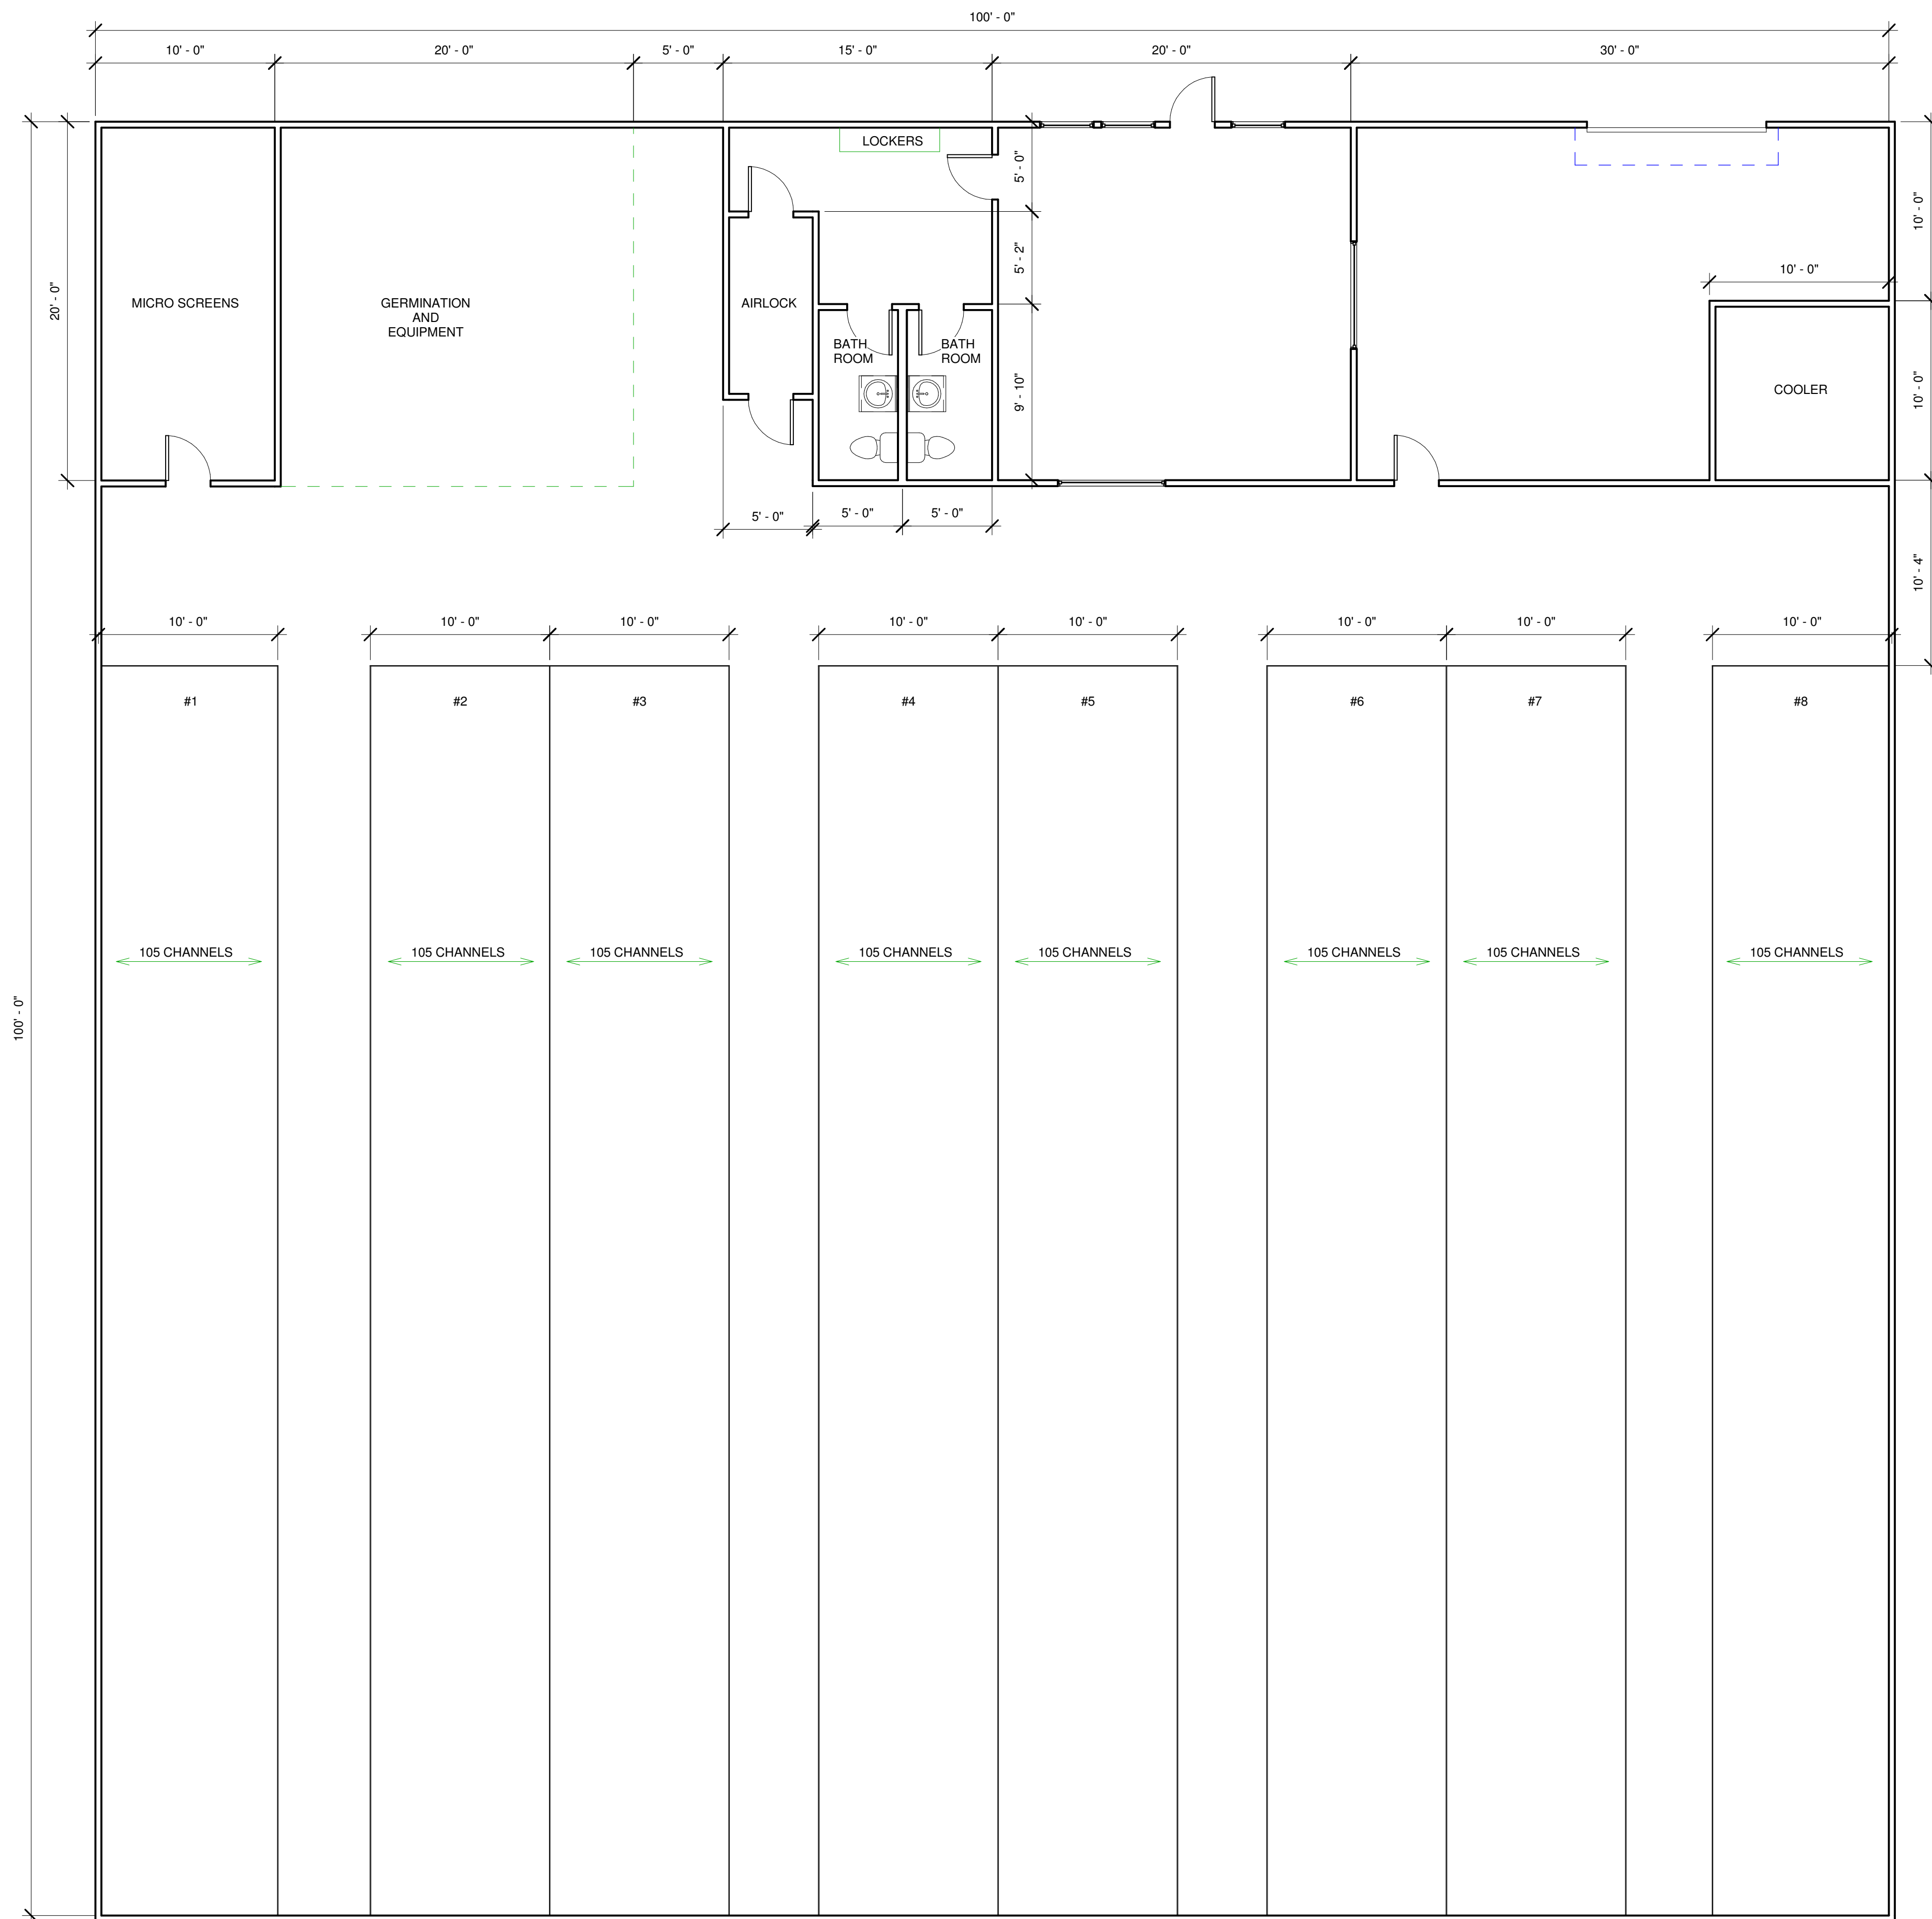 100' - 0"
10' - 0"
20' - 0"
5' - 0"
15' - 0"
20' - 0"
30' - 0"
LOCKERS
5' - 0"
10' - 0"
5' - 2"
10' - 0"
20' - 0"
MICRO SCREENS
GERMINATION
AND
EQUIPMENT
AIRLOCK
BATH
ROOM
BATH
ROOM
9' - 10"
COOLER
10' - 0"
5' - 0"
5' - 0"
5' - 0"
10' - 4"
10' - 0"
10' - 0"
10' - 0"
10' - 0"
10' - 0"
10' - 0"
10' - 0"
10' - 0"
#1
#2
#3
#4
#5
#6
#7
#8
105 CHANNELS
105 CHANNELS
105 CHANNELS
105 CHANNELS
105 CHANNELS
105 CHANNELS
105 CHANNELS
105 CHANNELS
100' - 0"